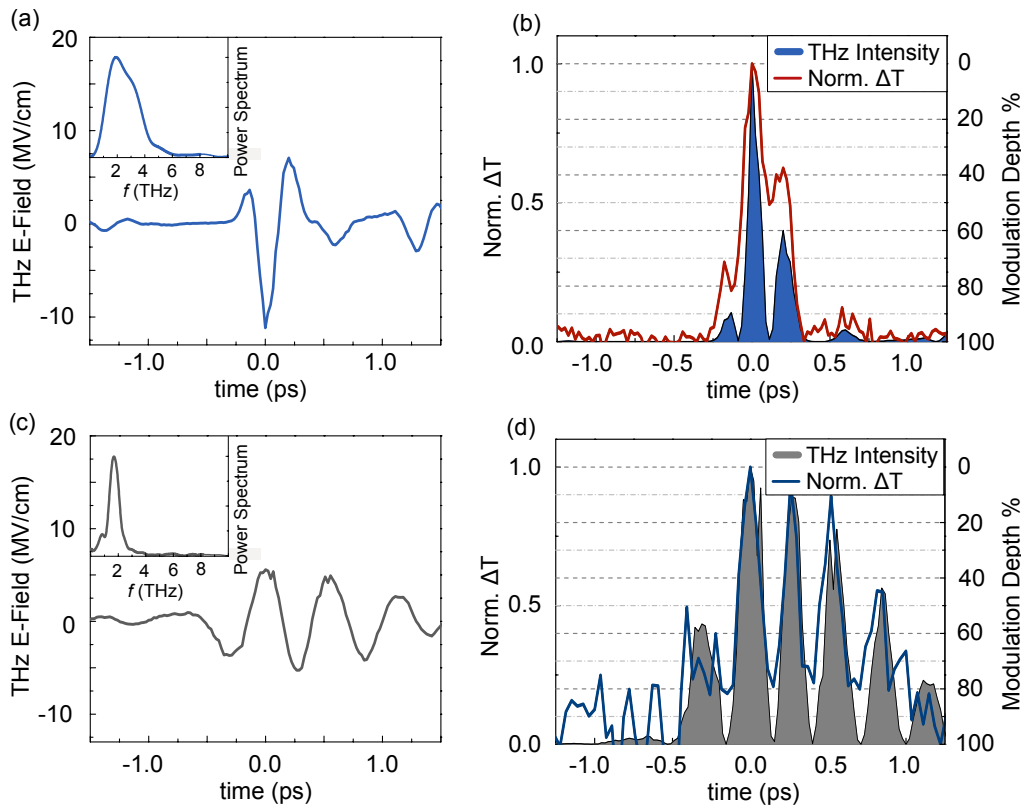 (a)
20
10
0
-10
THz E-Field (MV/cm)
-1.0 0.0 1.0
time (ps)
2 4 6 8
f (THz)
Power Spectrum
(b)
THz Intensity
Norm. ΔT
1.0
0.5
0.0
Norm. ΔT
0
20
40
60
80
100
Modulation Depth %
-1.0 -0.5 0.0 0.5 1.0
time (ps)
(c)
20
10
0
-10
THz E-Field (MV/cm)
-1.0 0.0 1.0
time (ps)
2 4 6 8
f (THz)
Power Spectrum
(d)
THz Intensity
Norm. ΔT
1.0
0.5
0.0
Norm. ΔT
0
20
40
60
80
100
Modulation Depth %
-1.0 -0.5 0.0 0.5 1.0
time (ps)